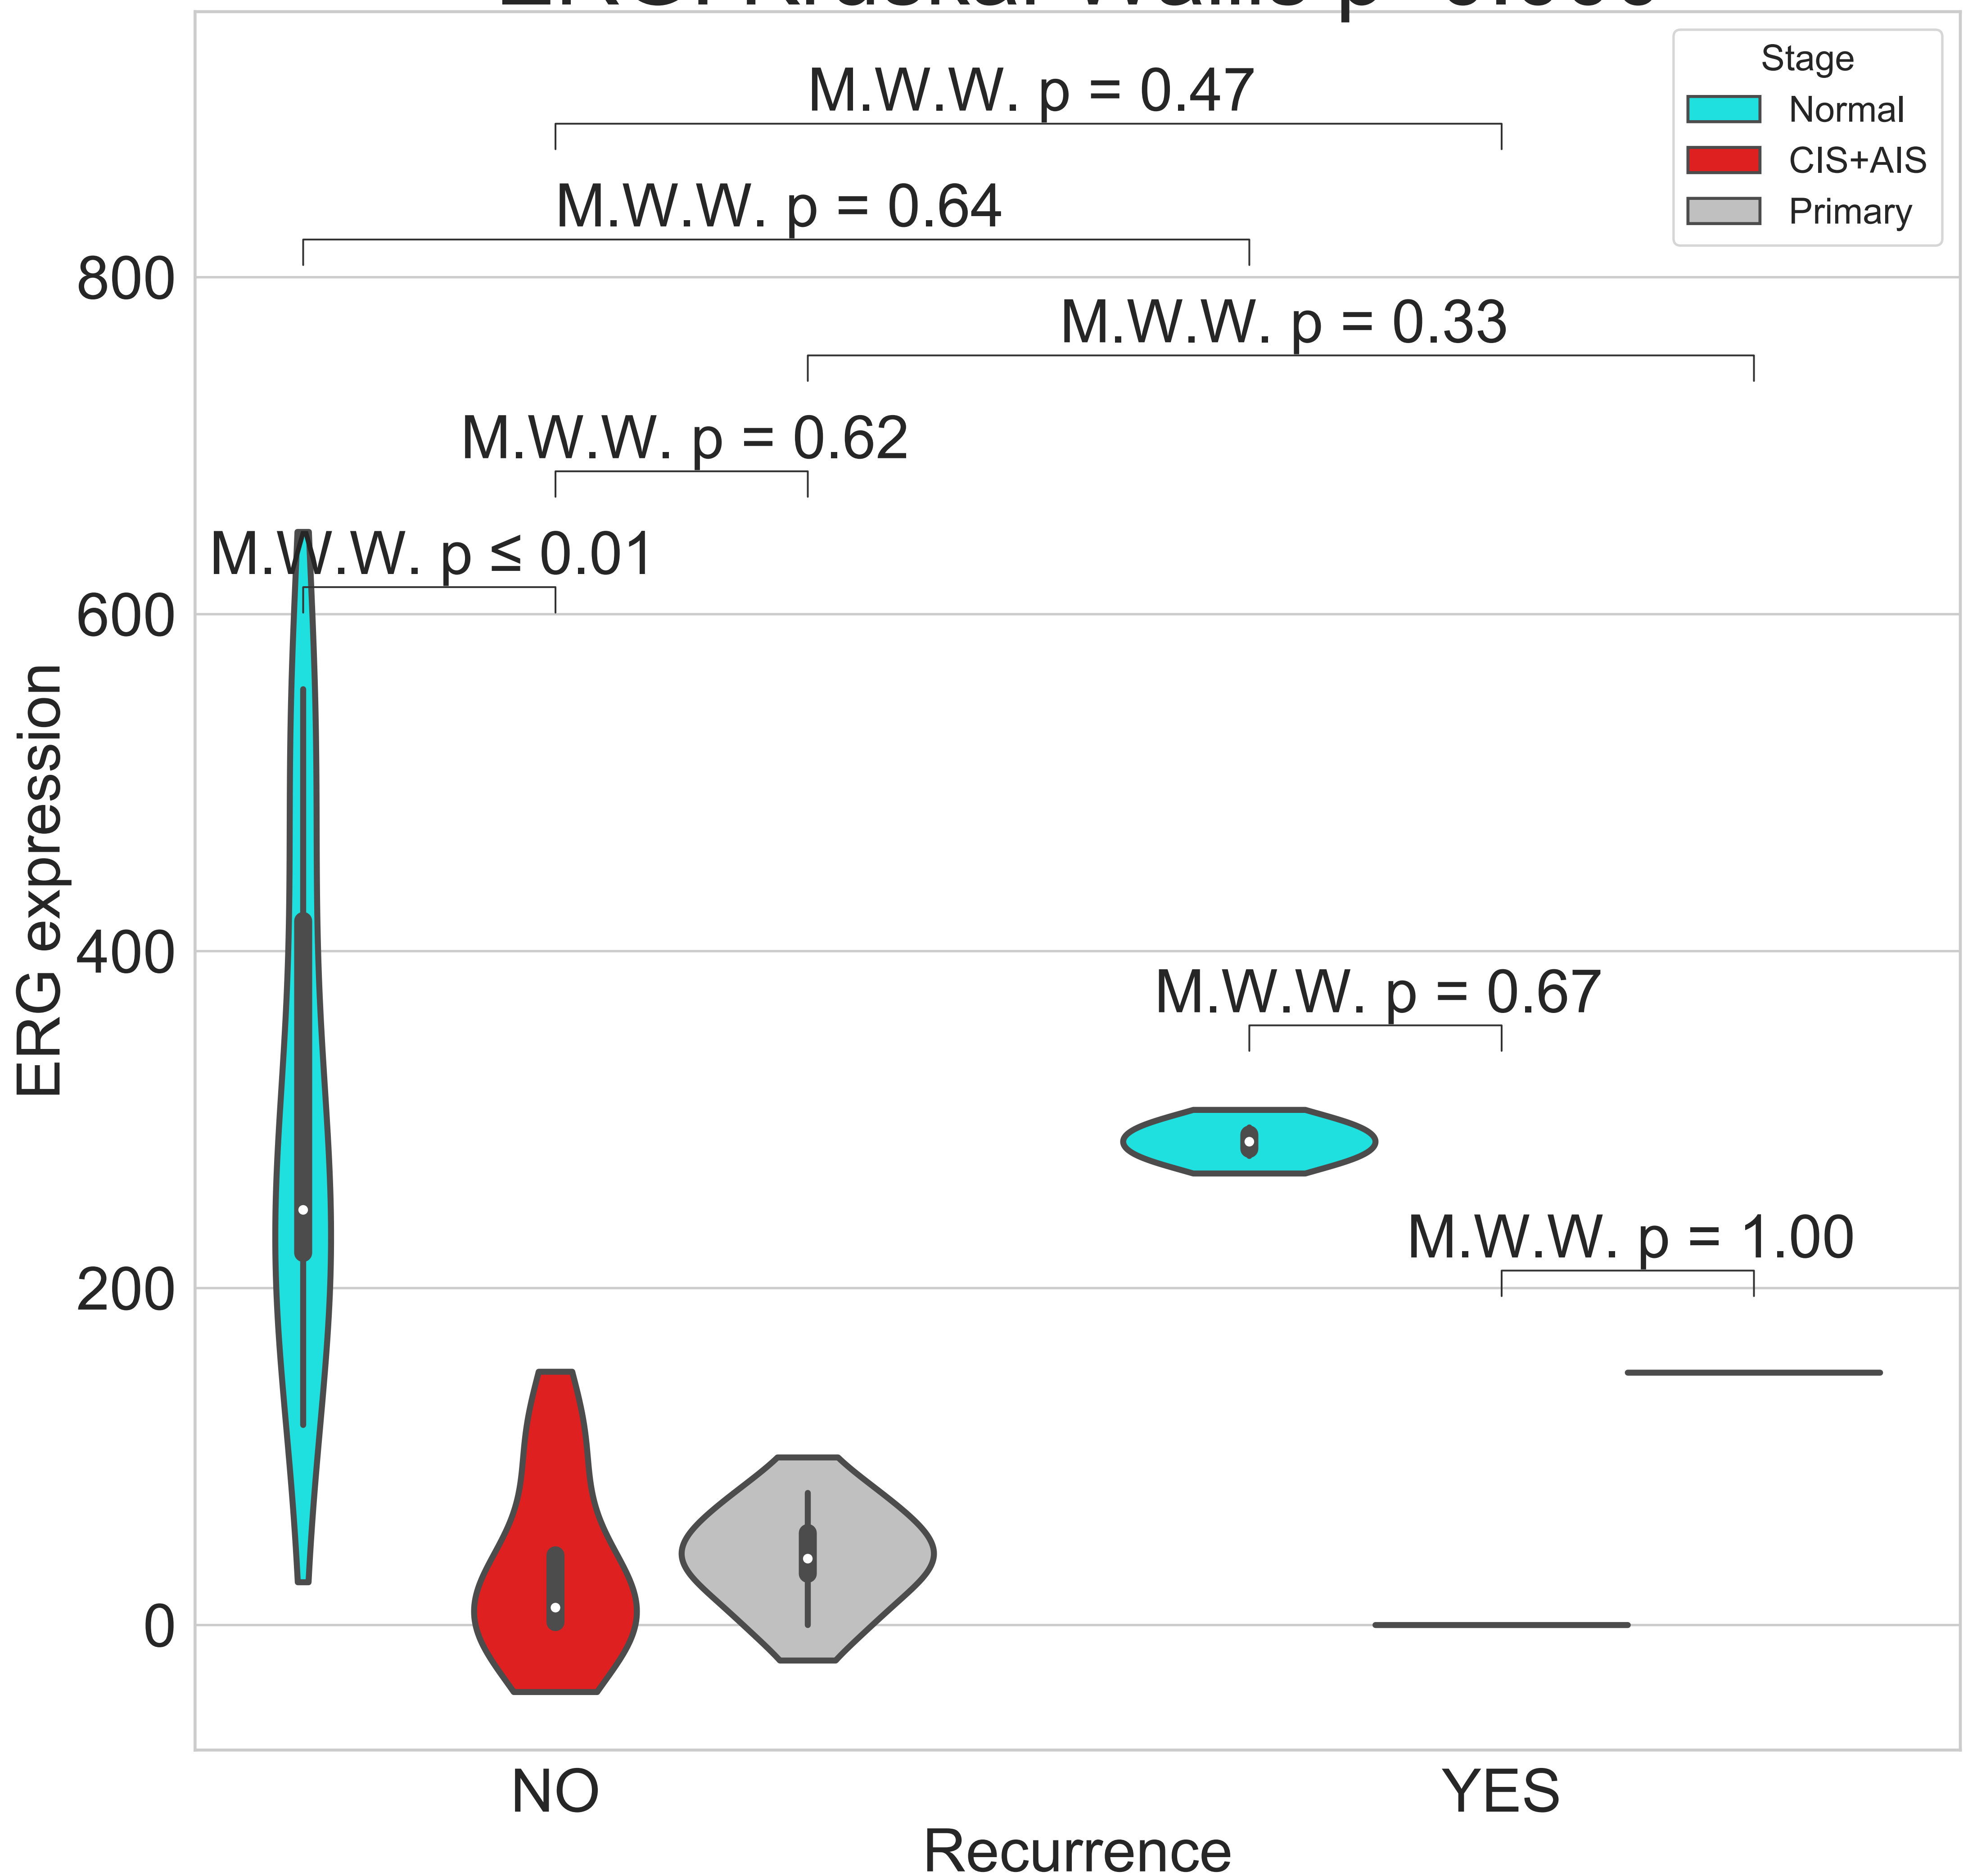 Stage
Normal
CIS+AIS
Primary
M.W.W. p = 0.47
M.W.W. p = 0.64
800
M.W.W. p = 0.33
M.W.W. p = 0.62
M.W.W. p ≤ 0.01
600
ERG expression
400
M.W.W. p = 0.67
M.W.W. p = 1.00
200
0
NO
YES
Recurrence